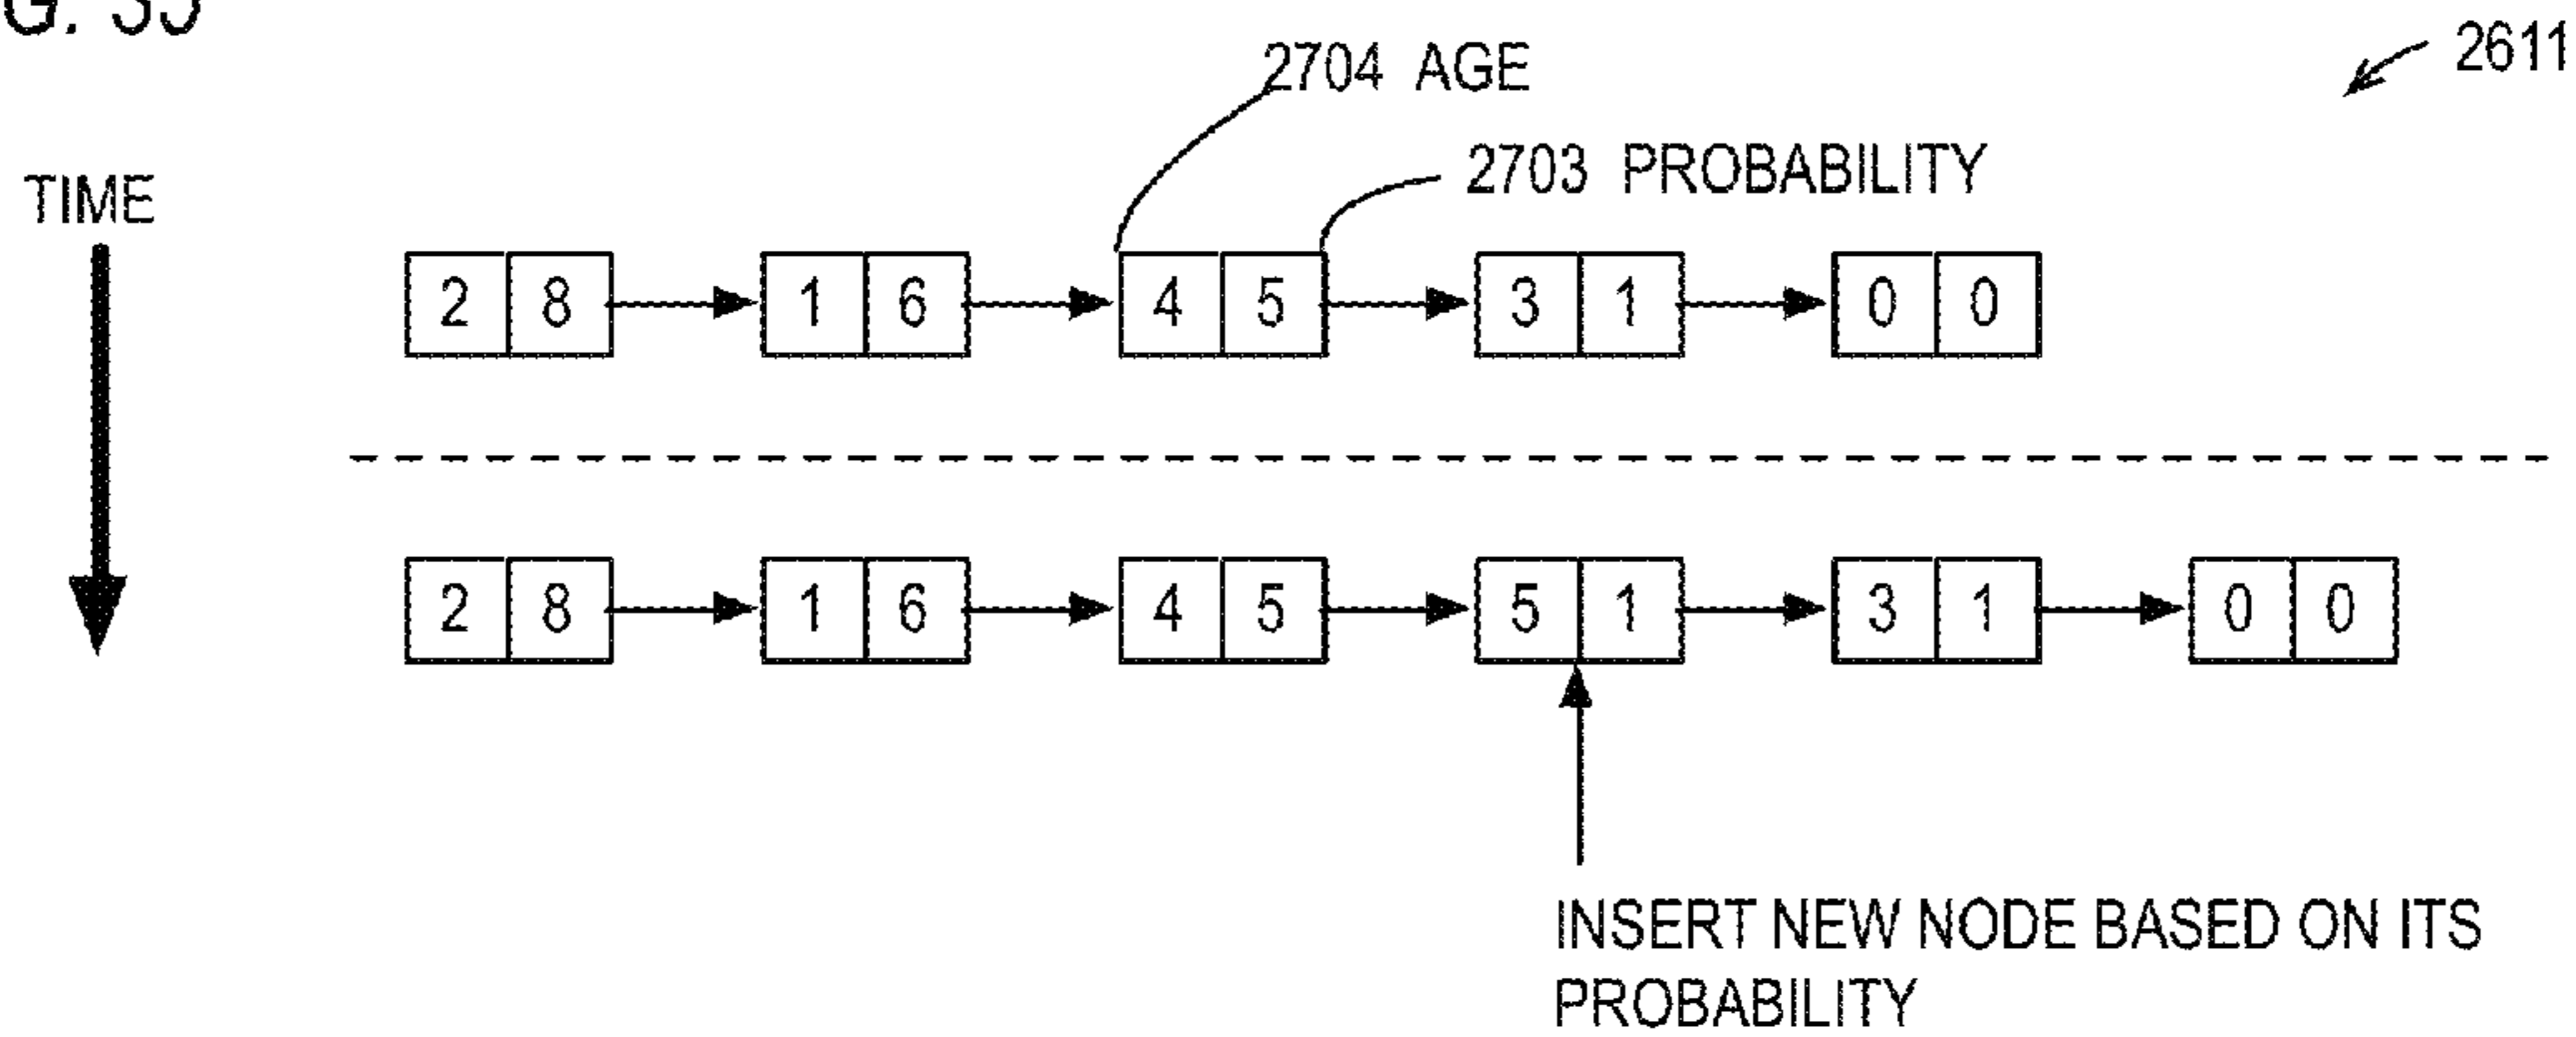 G. 35
2704 AGE
2611
2703 PROBABILITY
TIME
2 8 1 6 4 5 3 1 0 0
2 8 1 6 4 5 5 1 3 1 0 0
INSERT NEW NODE BASED ON ITS
PROBABILITY